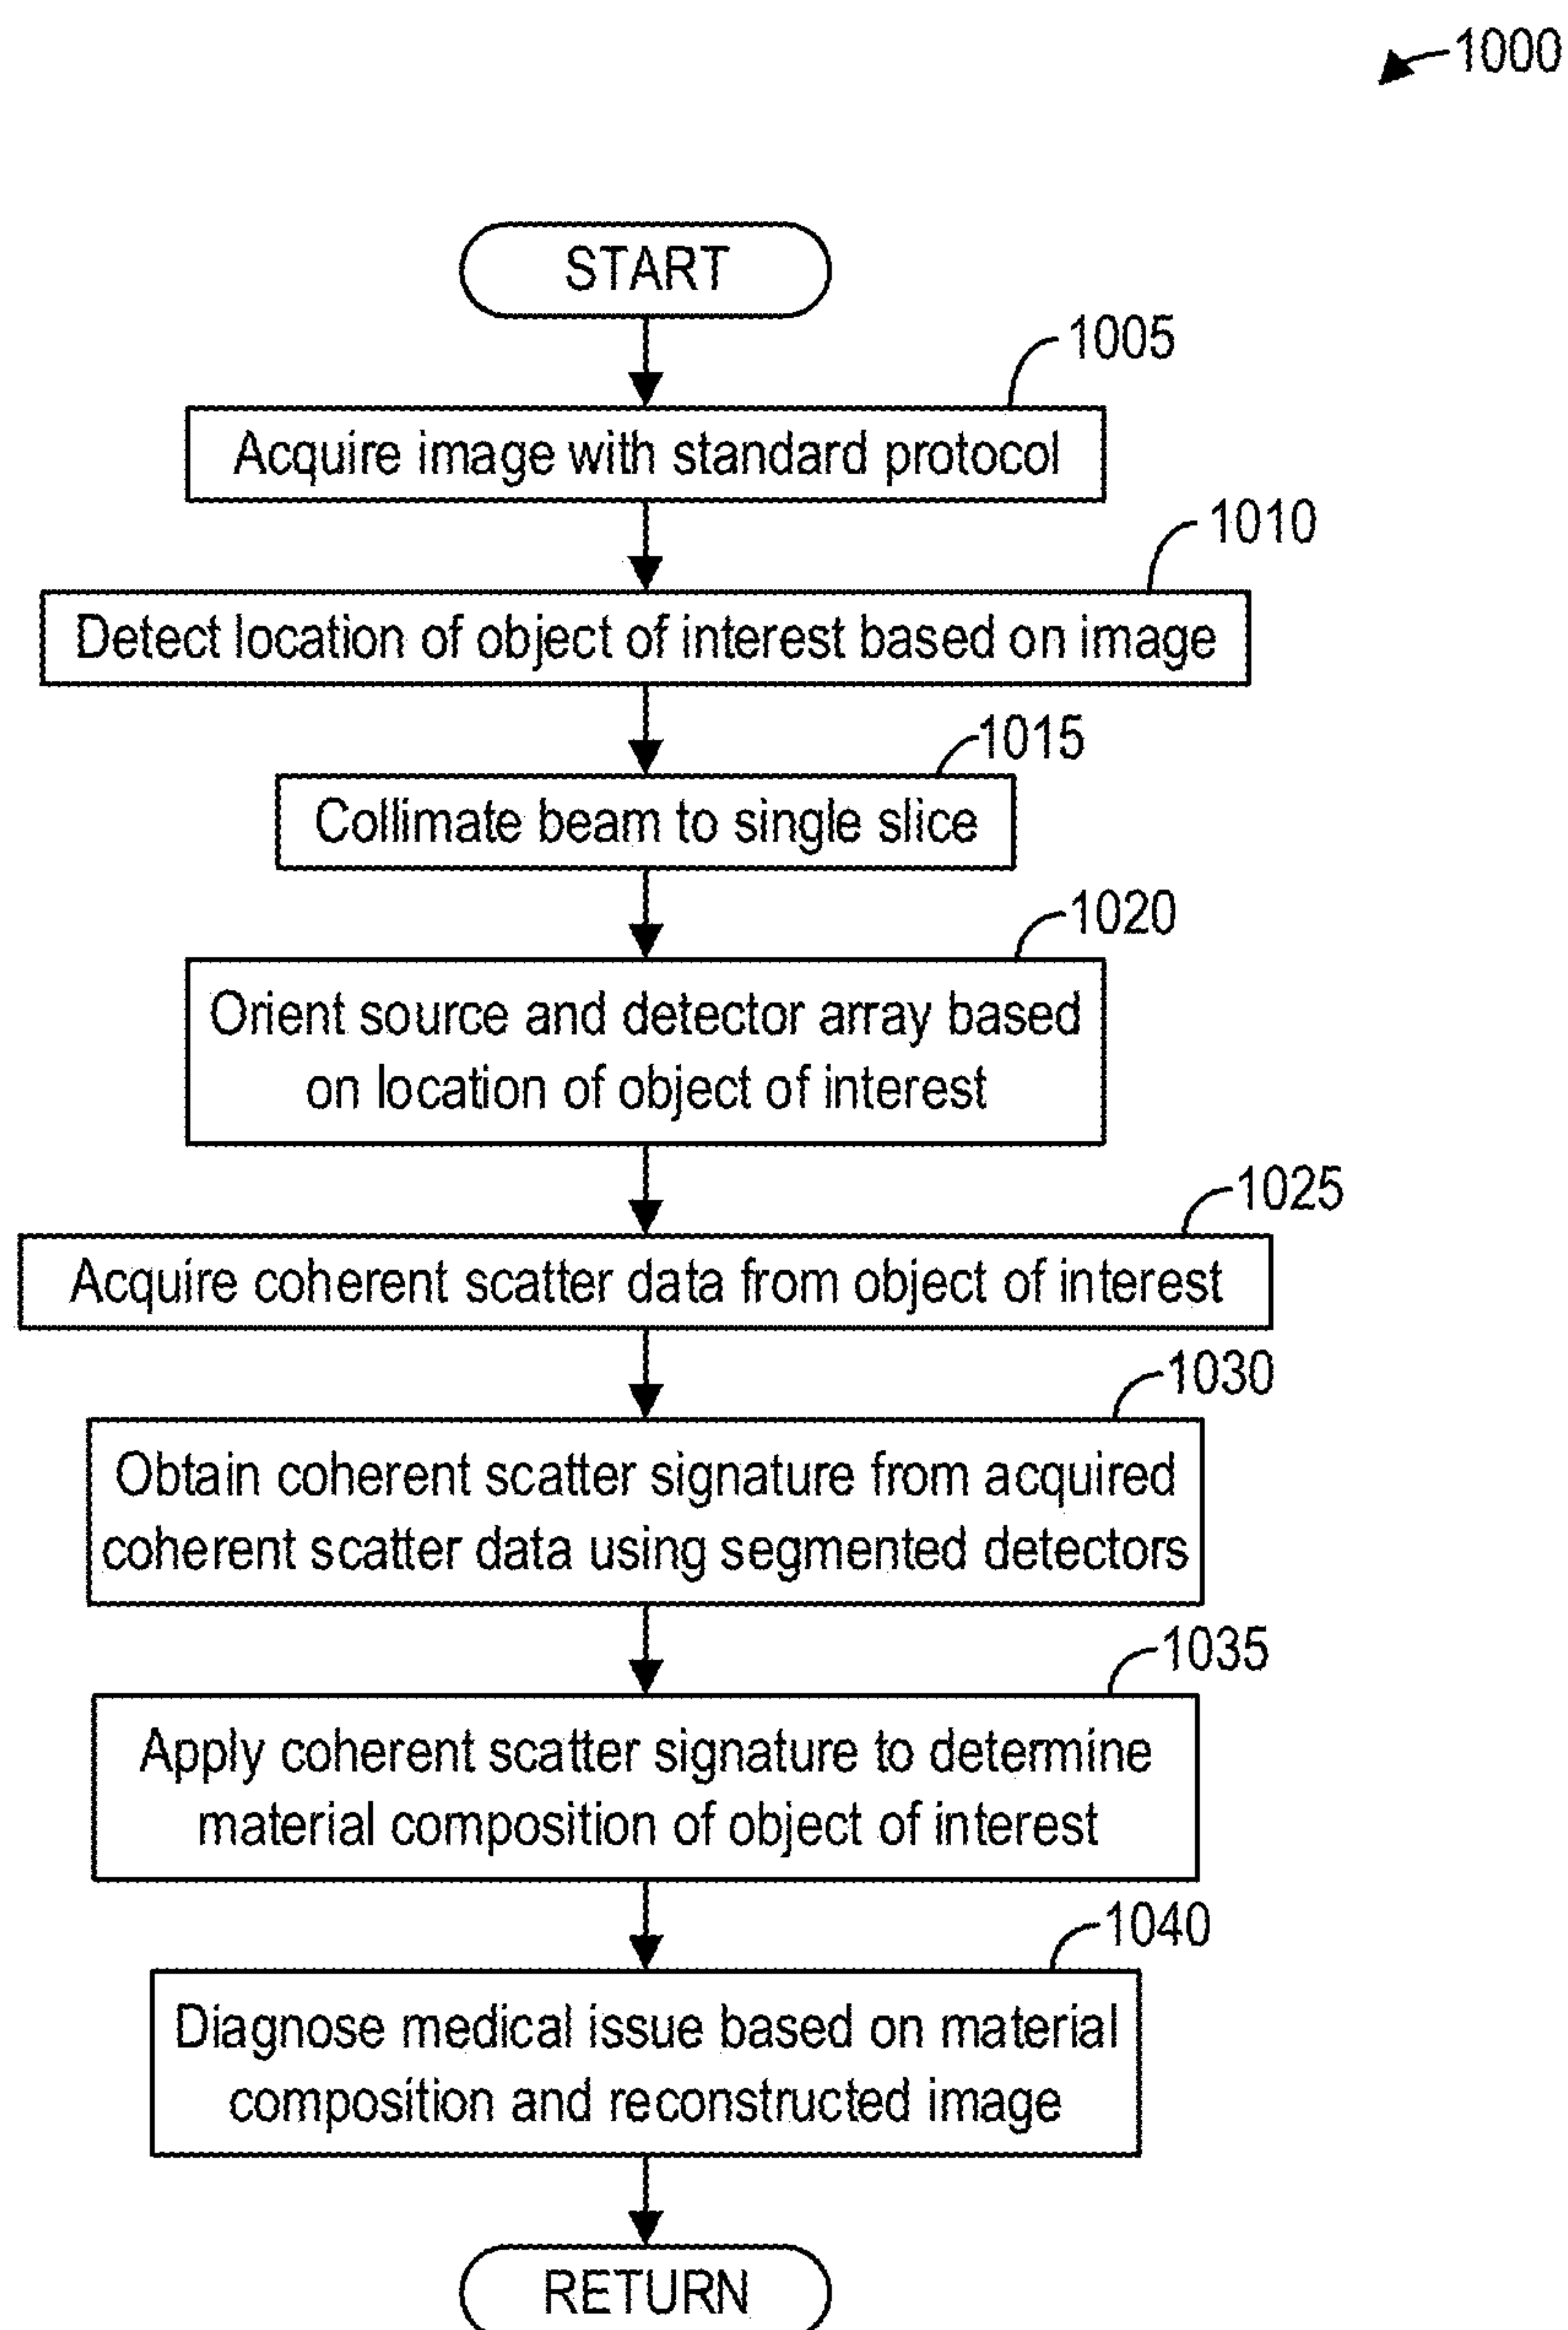 1000
START
1005
Acquire image with standard protocol
1010
Detect location of object of interest based on image
1015
Collimate beam to single slice
1020
Orient source and detector array based
on location of object of interest
1025
Acquire coherent scatter data from object of interest
1030
Obtain coherent scatter signature from acquired
coherent scatter data using segmented detectors
1035
Apply coherent scatter signature to determine
material composition of object of interest
1040
Diagnose medical issue based on material
composition and reconstructed image
RETURN